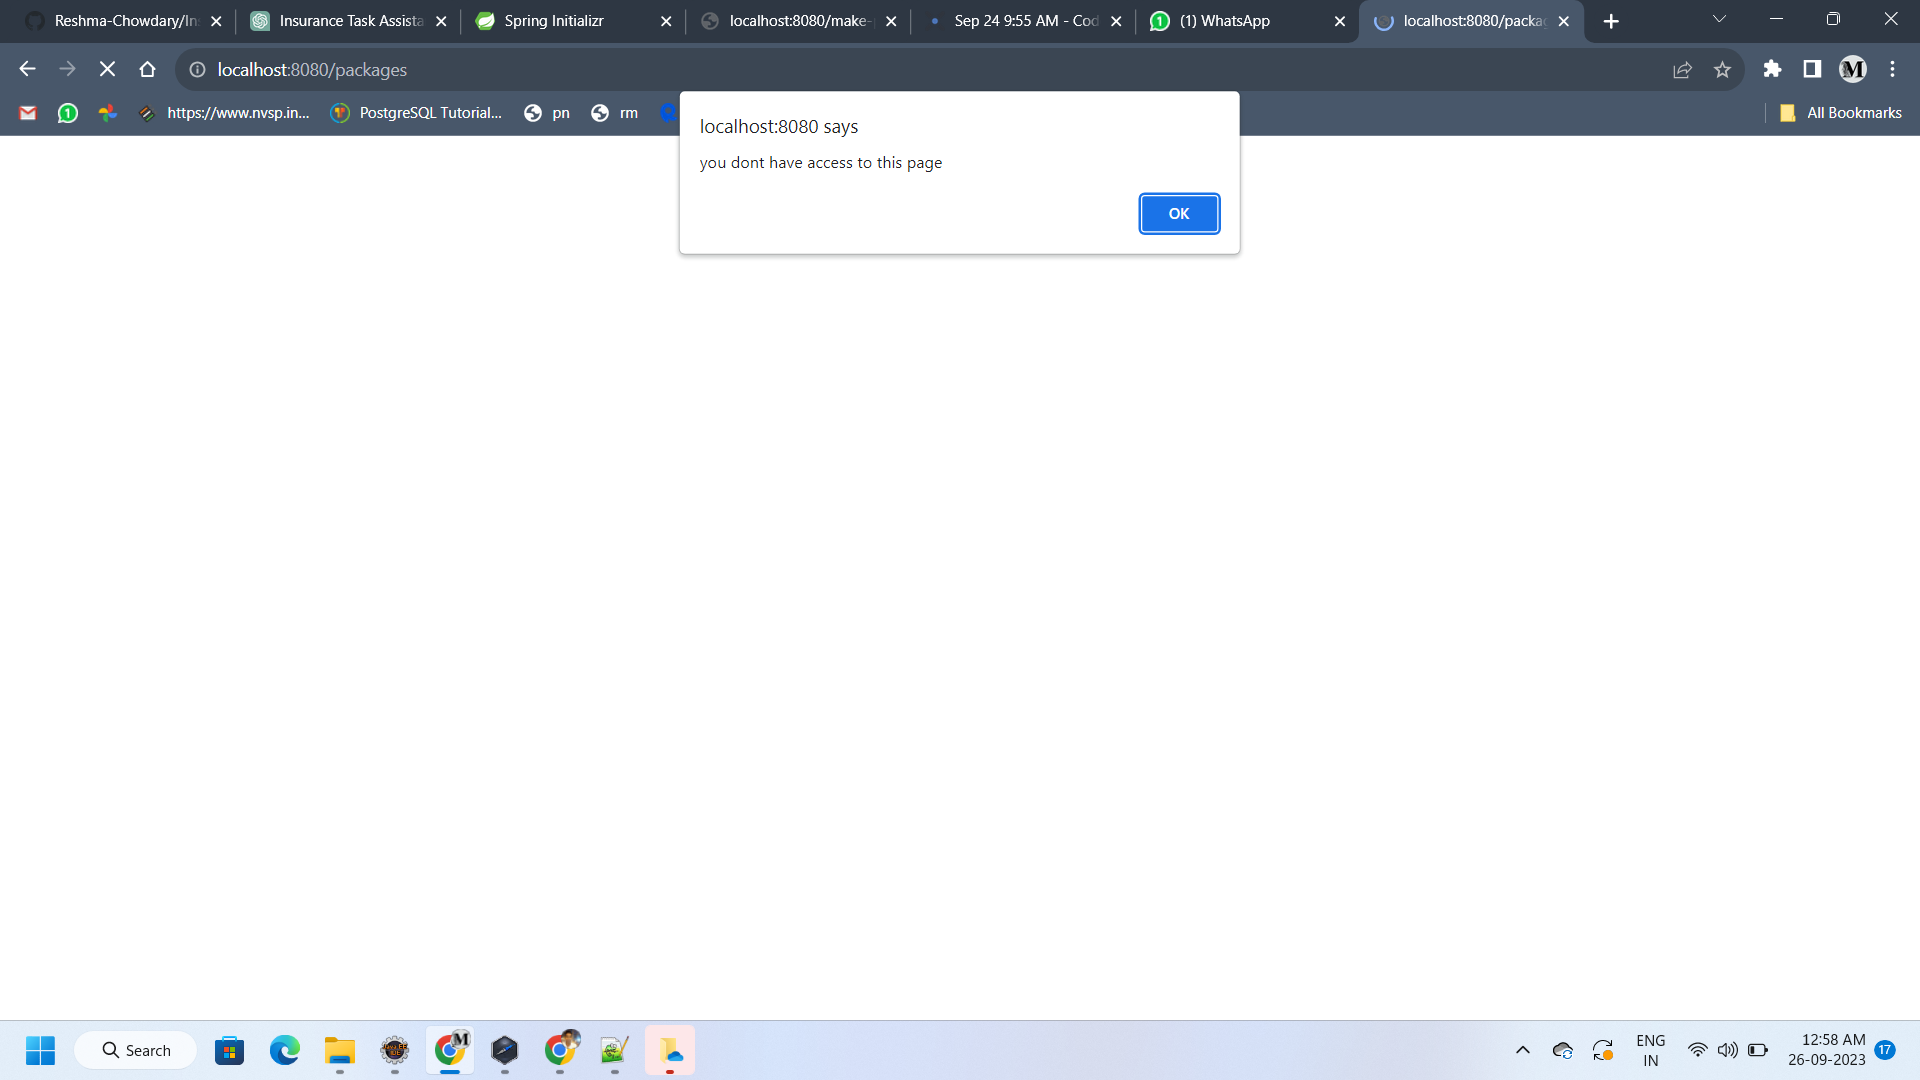 Reshma-Chowdary/In
Insurance Task Assista
Spring Initializr
localhost:8080/make-
Sep 24 9:55 AM - Cod
(1) WhatsApp
localhost:8080/packag
localhost:8080/packages
M
1
https://www.nvsp.in...
PostgreSQL Tutorial...
pn
rm
All Bookmarks
localhost:8080 says
you dont have access to this page
OK
Search
M
ENG
IN
12:58 AM
26-09-2023
17